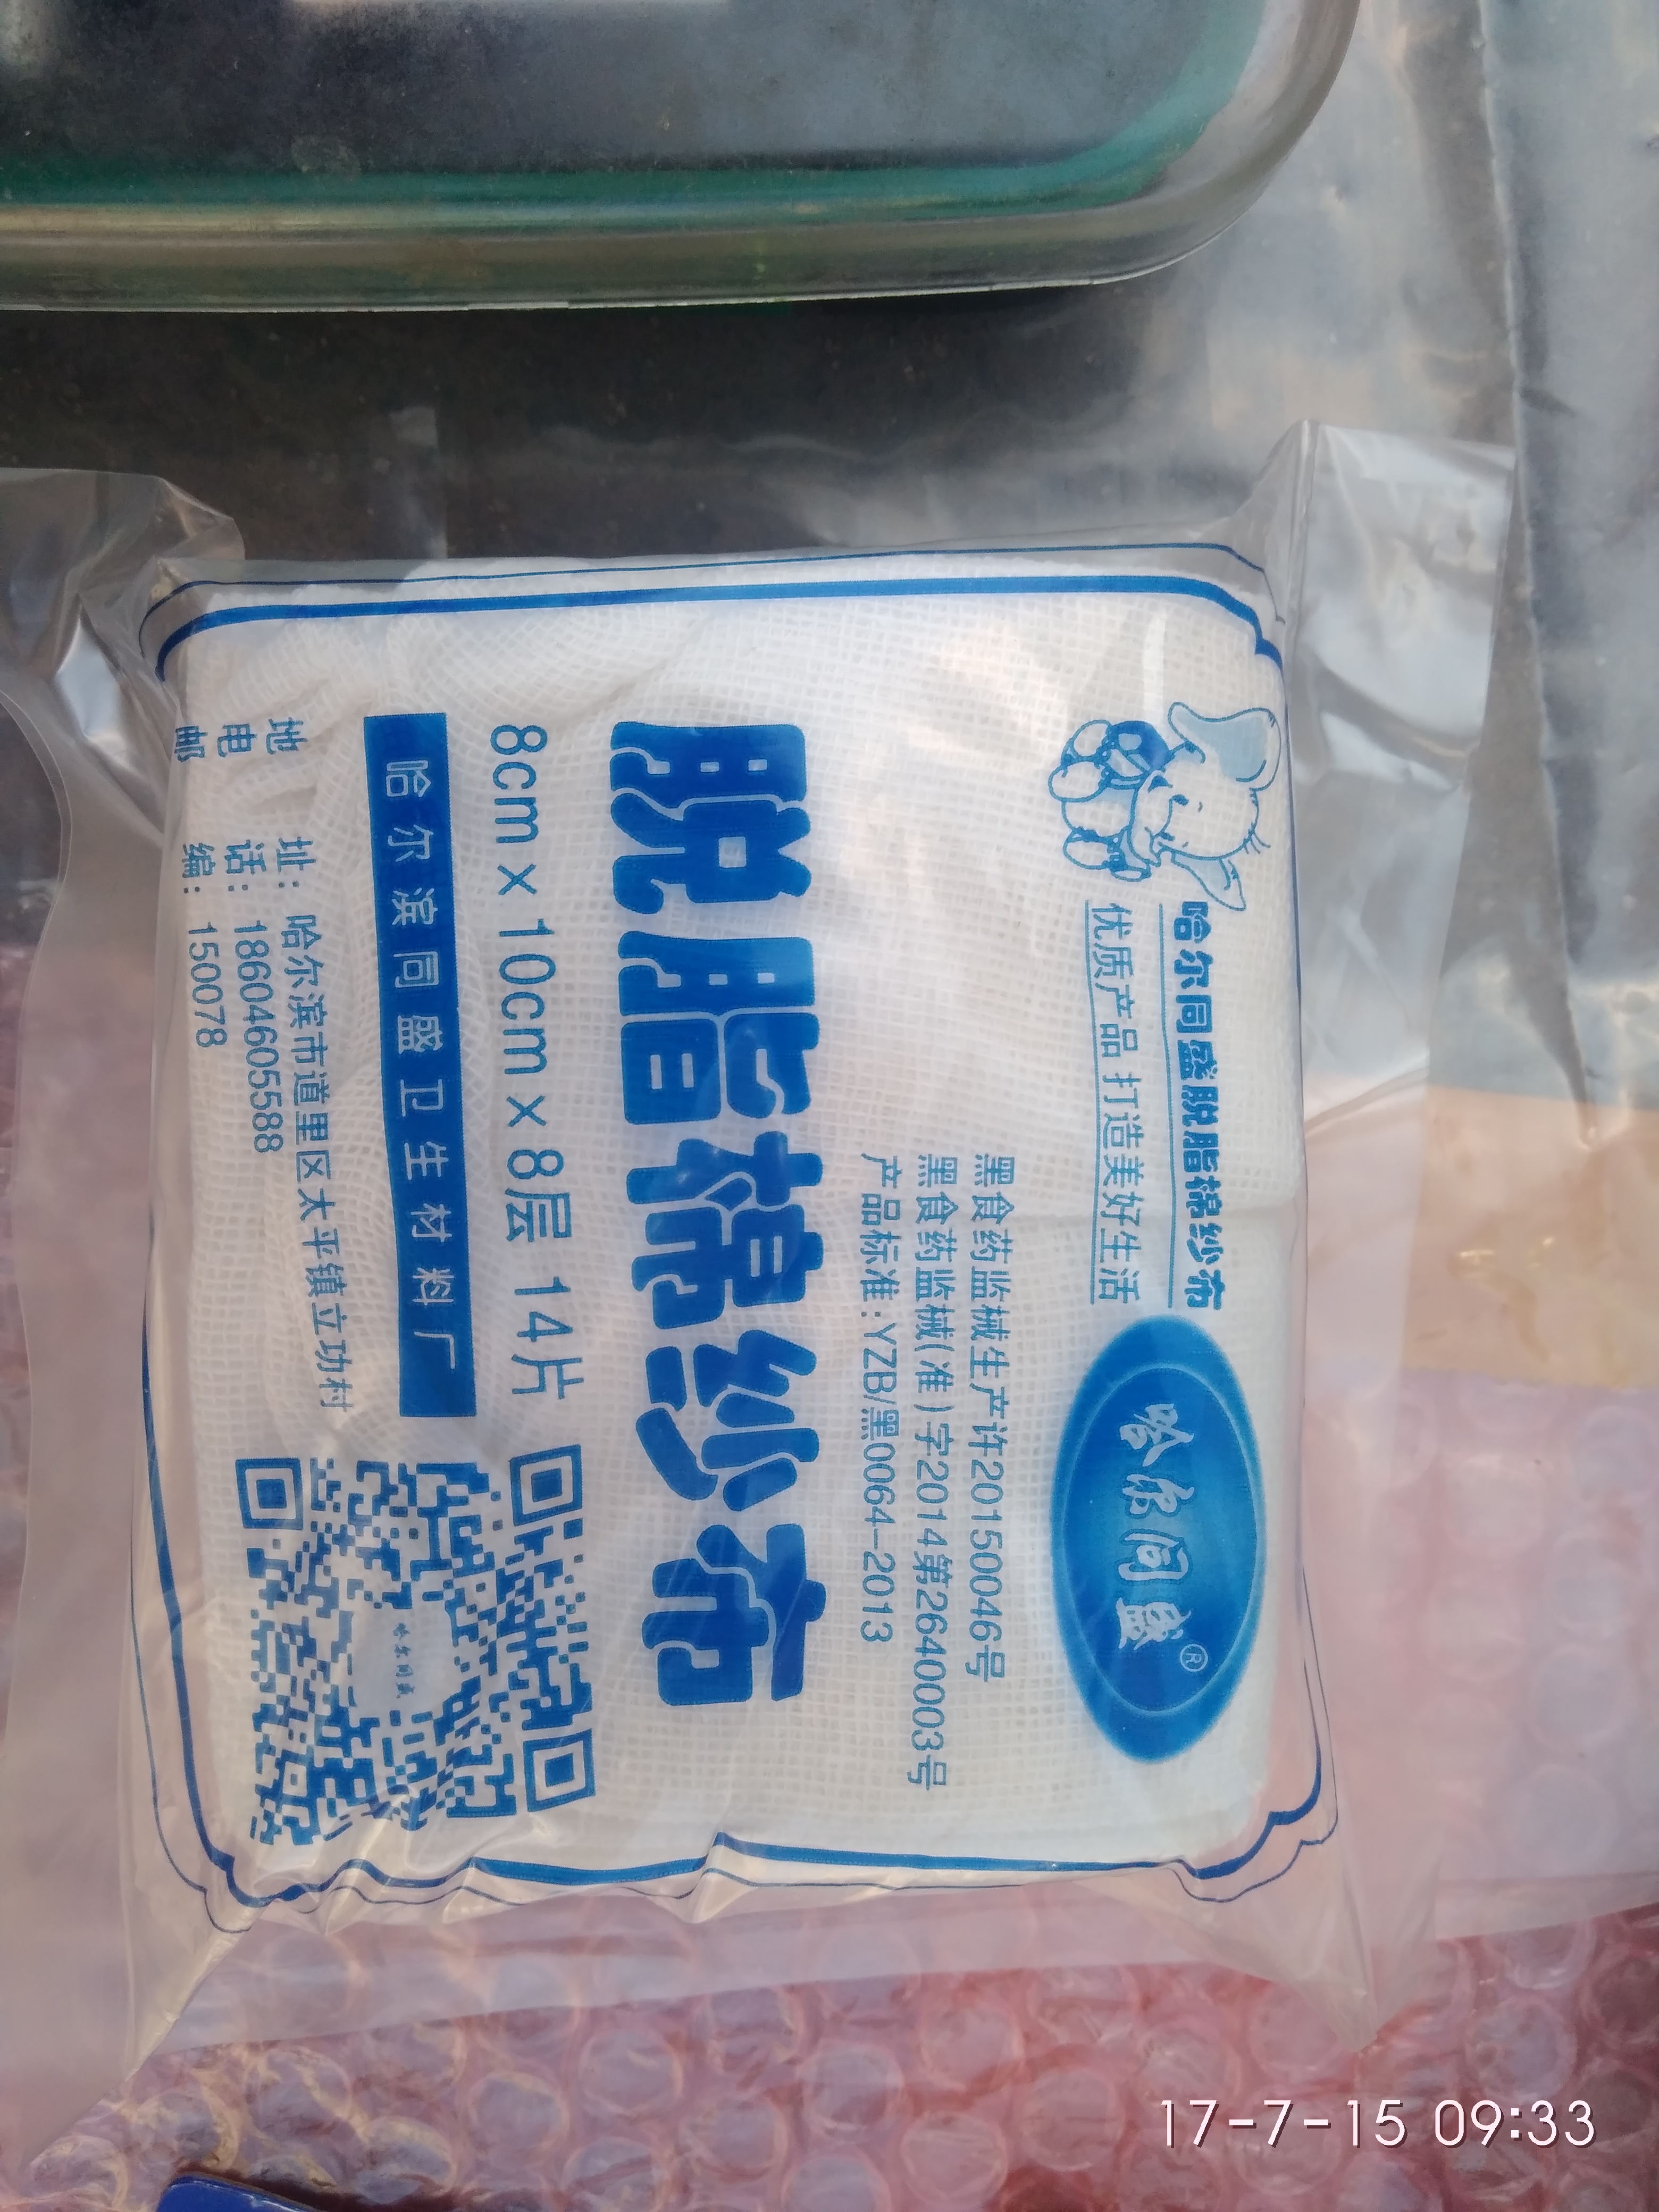 哈尔同盛脱脂棉纱布
优质产品 打造美好生活
哈尔同盛®
黑食药监械生产许20150046号
黑食药监械(准)字2014第2640003号
产品标准:YZB/黑0064-2013
脱脂棉纱布
8cm×10cm×8层 14片
哈尔滨同盛卫生材料厂
地 址: 哈尔滨市道里区太平镇立功村
电 话: 18604605588
邮 编: 150078
哈尔同盛
17-7-15 09:33